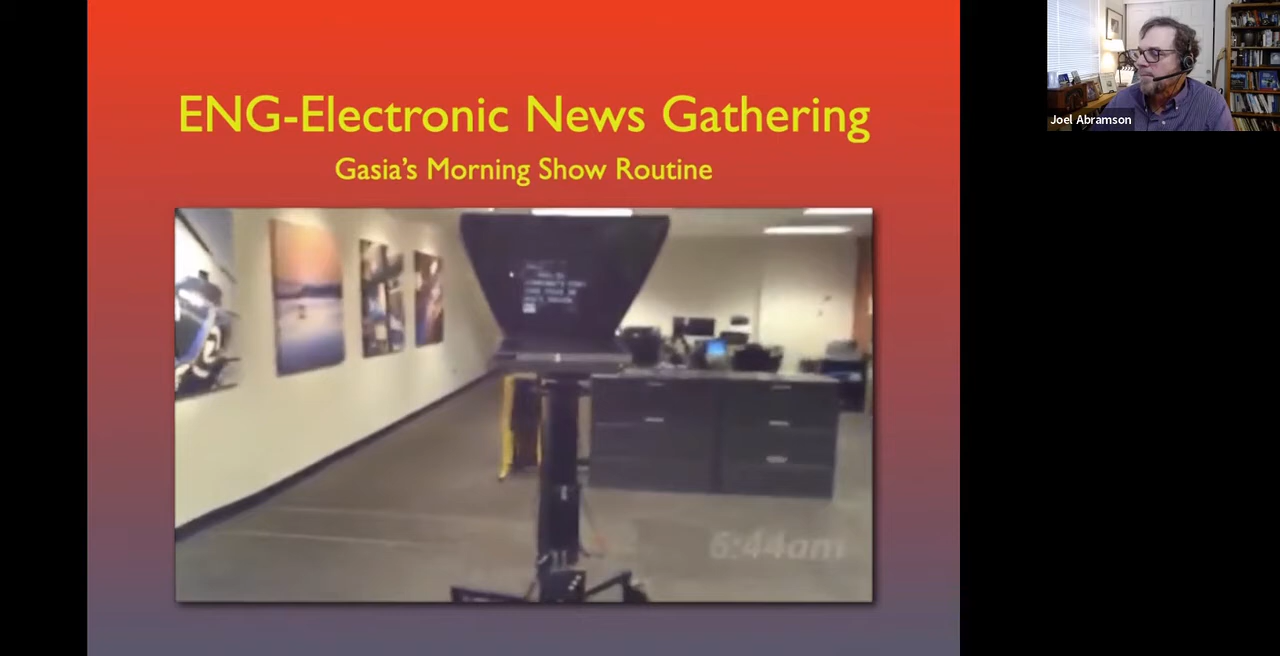 ENG-Electronic News Gathering
Gasia's Morning Show Routine
6:44am
Joel Abramson